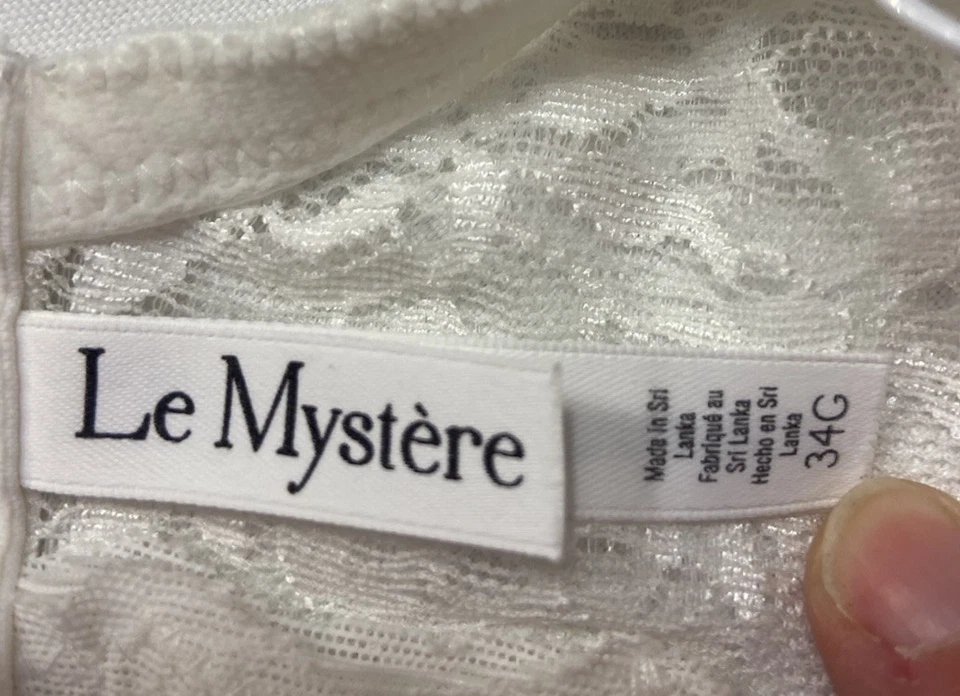 Le Mystère
Made in Sri
Lanka
Fabriqué au
Sri Lanka
Hecho en Sri
Lanka
34G